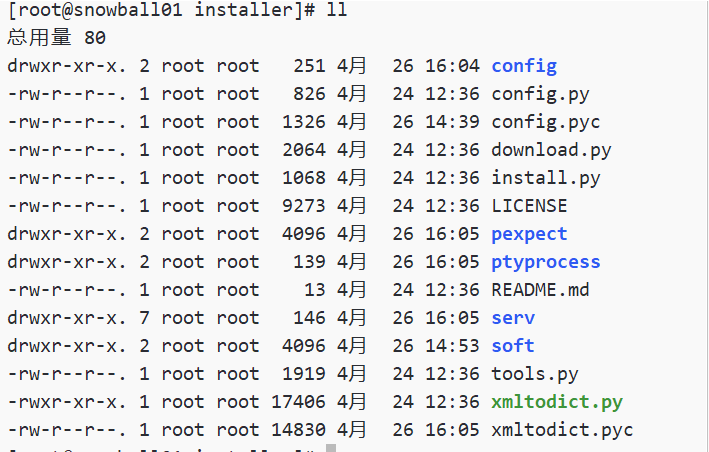 [root@snowball01 installer]# ll
总用量 80
drwxr-xr-x. 2 root root   251 4月  26 16:04 config
-rw-r--r--. 1 root root   826 4月  24 12:36 config.py
-rw-r--r--. 1 root root  1326 4月  26 14:39 config.pyc
-rw-r--r--. 1 root root  2064 4月  24 12:36 download.py
-rw-r--r--. 1 root root  1068 4月  24 12:36 install.py
-rw-r--r--. 1 root root  9273 4月  24 12:36 LICENSE
drwxr-xr-x. 2 root root  4096 4月  26 16:05 pexpect
drwxr-xr-x. 2 root root   139 4月  26 16:05 ptyprocess
-rw-r--r--. 1 root root    13 4月  24 12:36 README.md
drwxr-xr-x. 7 root root   146 4月  26 16:05 serv
drwxr-xr-x. 2 root root  4096 4月  26 14:53 soft
-rw-r--r--. 1 root root  1919 4月  24 12:36 tools.py
-rwxr-xr-x. 1 root root 17406 4月  24 12:36 xmltodict.py
-rw-r--r--. 1 root root 14830 4月  26 16:05 xmltodict.pyc